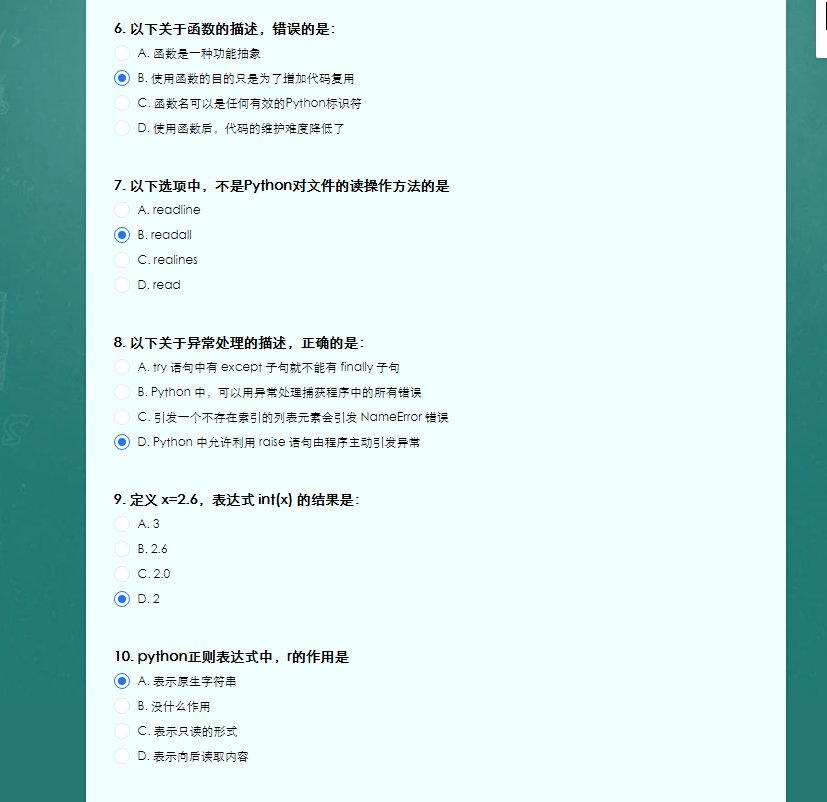 6. 以下关于函数的描述，错误的是：
A. 函数是一种功能抽象
B. 使用函数的目的只是为了增加代码复用
C. 函数名可以是任何有效的Python标识符
D. 使用函数后，代码的维护难度降低了
7. 以下选项中，不是Python对文件的读操作方法的是
A. readline
B. readall
C. realines
D. read
8. 以下关于异常处理的描述，正确的是：
A. try 语句中有 except 子句就不能有 finally 子句
B. Python 中，可以用异常处理捕获程序中的所有错误
C. 引发一个不存在索引的列表元素会引发 NameError 错误
D. Python 中允许利用 raise 语句由程序主动引发异常
9. 定义 x=2.6，表达式 int(x) 的结果是：
A. 3
B. 2.6
C. 2.0
D. 2
10. python正则表达式中，r的作用是
A. 表示原生字符串
B. 没什么作用
C. 表示只读的形式
D. 表示向后读取内容